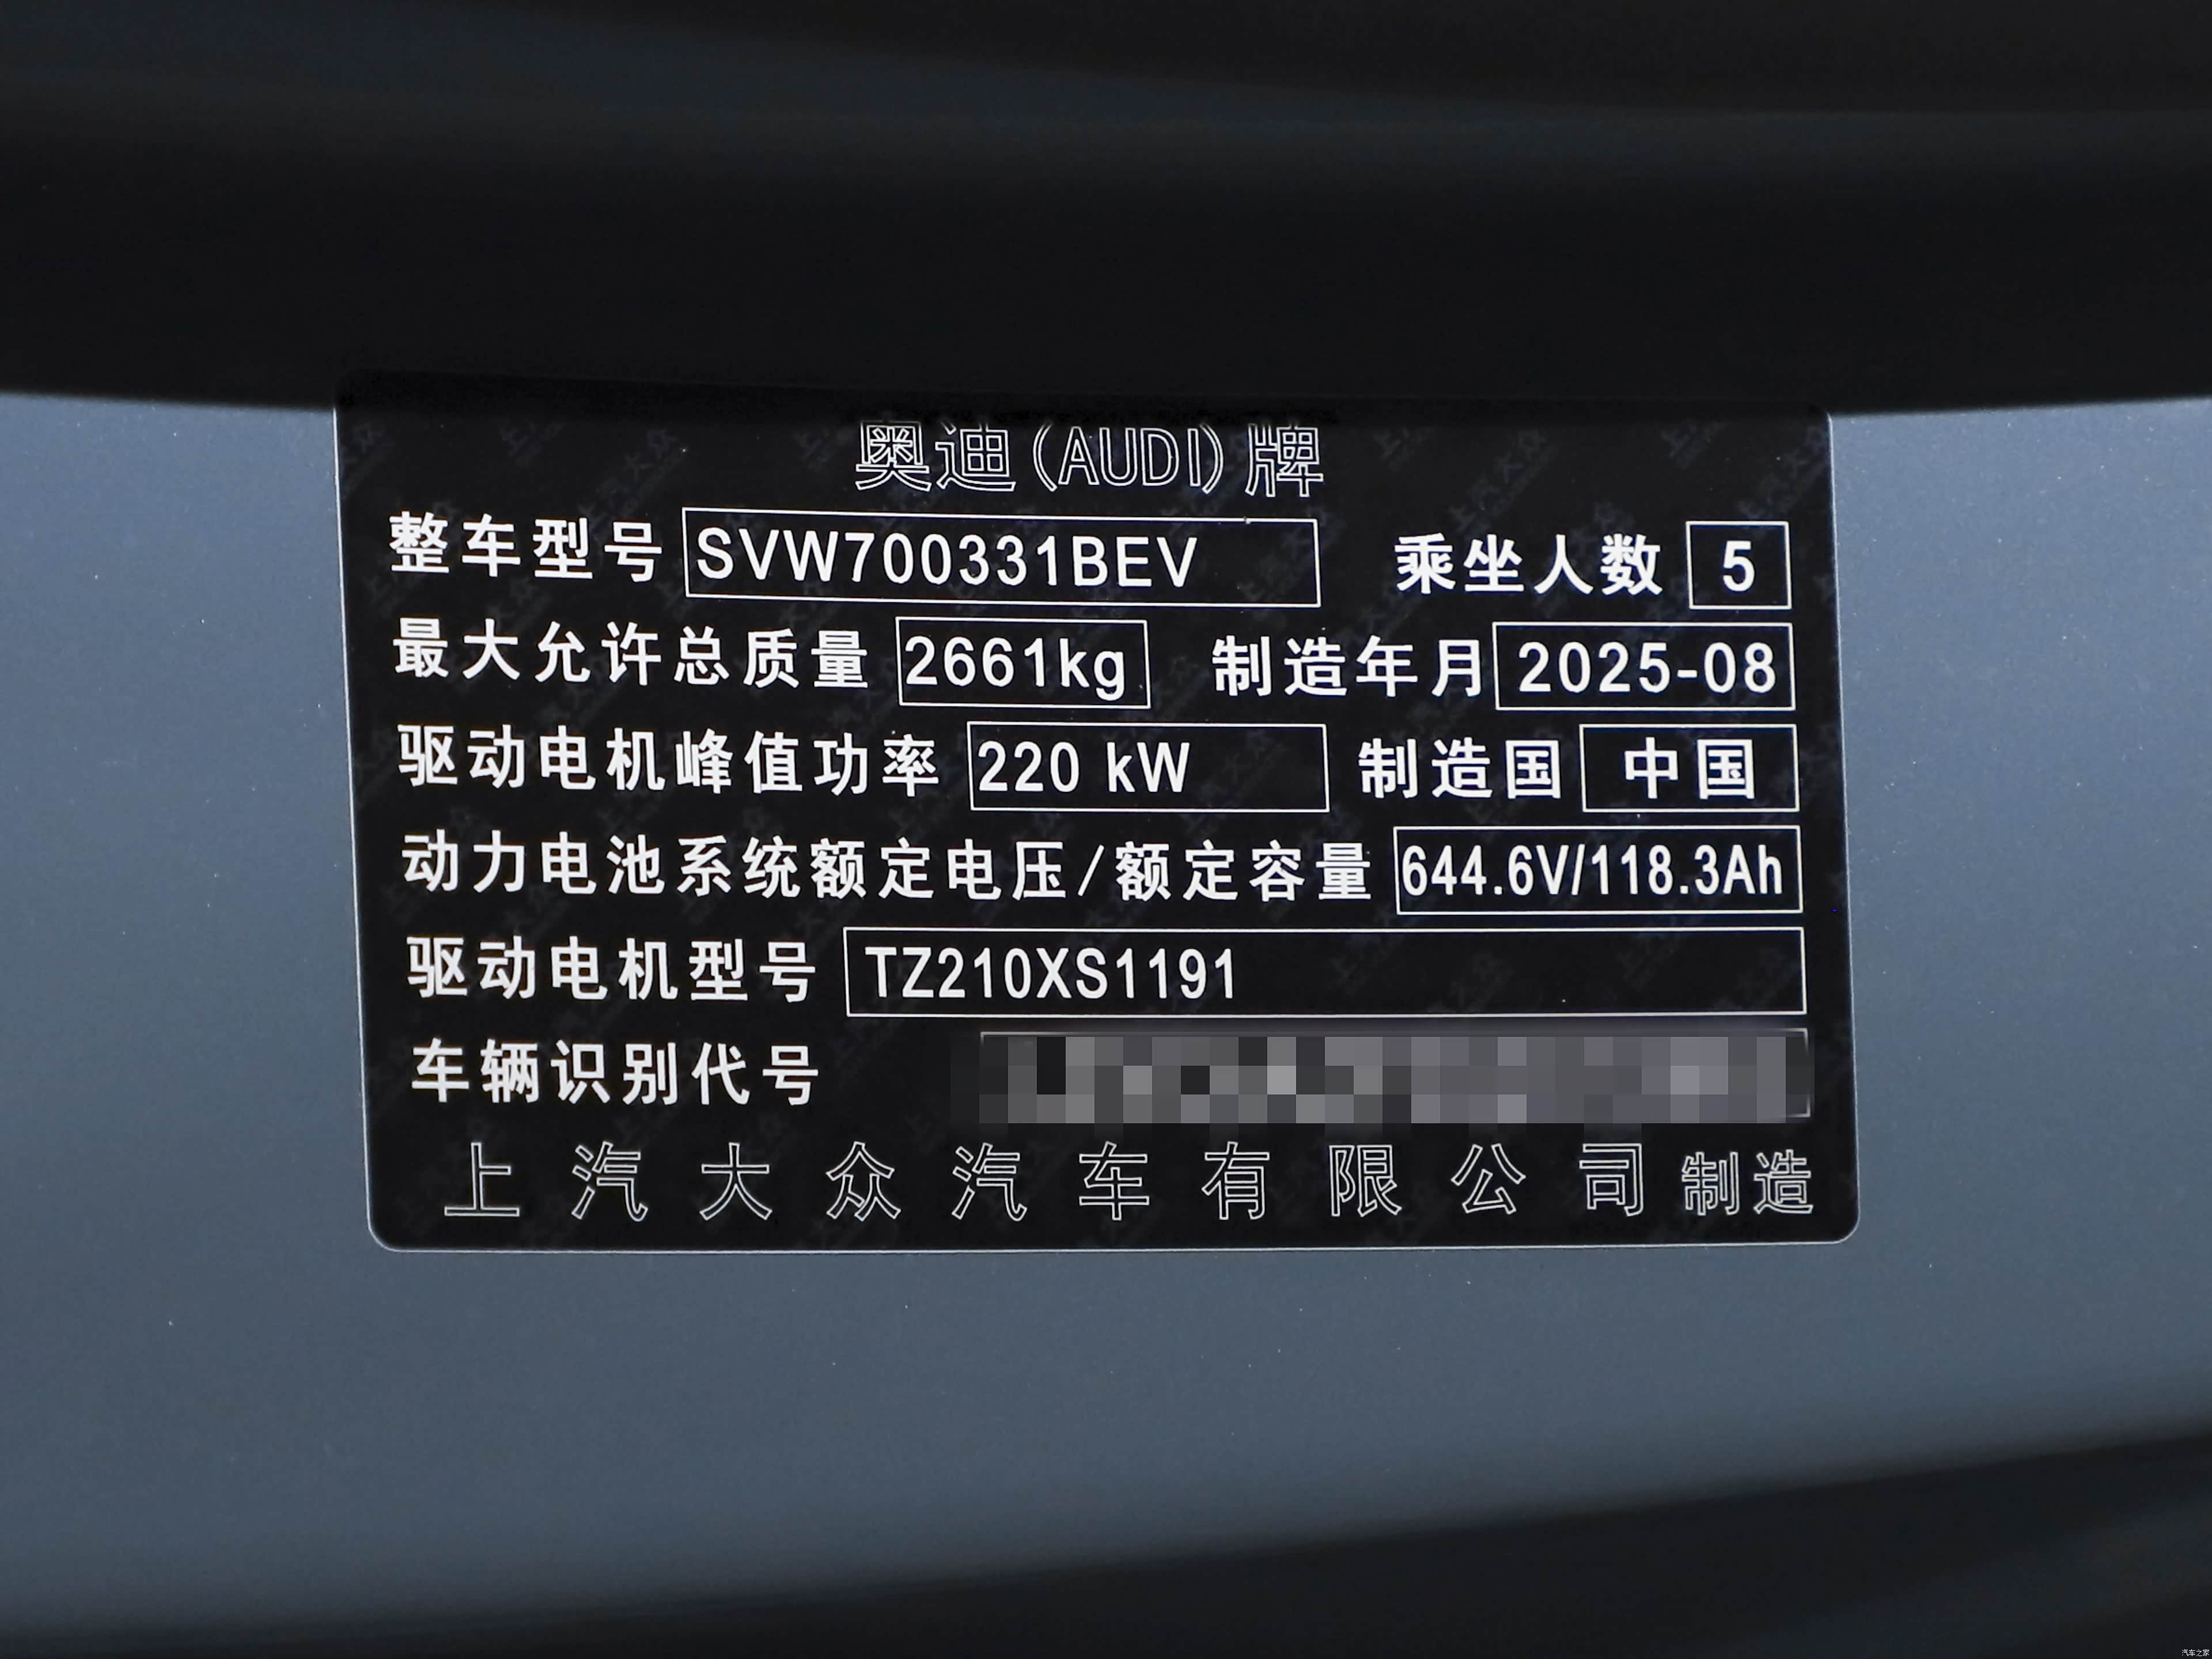 奥迪(AUDI)牌
整车型号 SVW700331BEV 乘坐人数 5
最大允许总质量 2661kg 制造年月 2025-08
驱动电机峰值功率 220 kW 制造国 中国
动力电池系统额定电压/额定容量 644.6V/118.3Ah
驱动电机型号 TZ210XS1191
车辆识别代号
上汽大众汽车有限公司制造
汽车之家